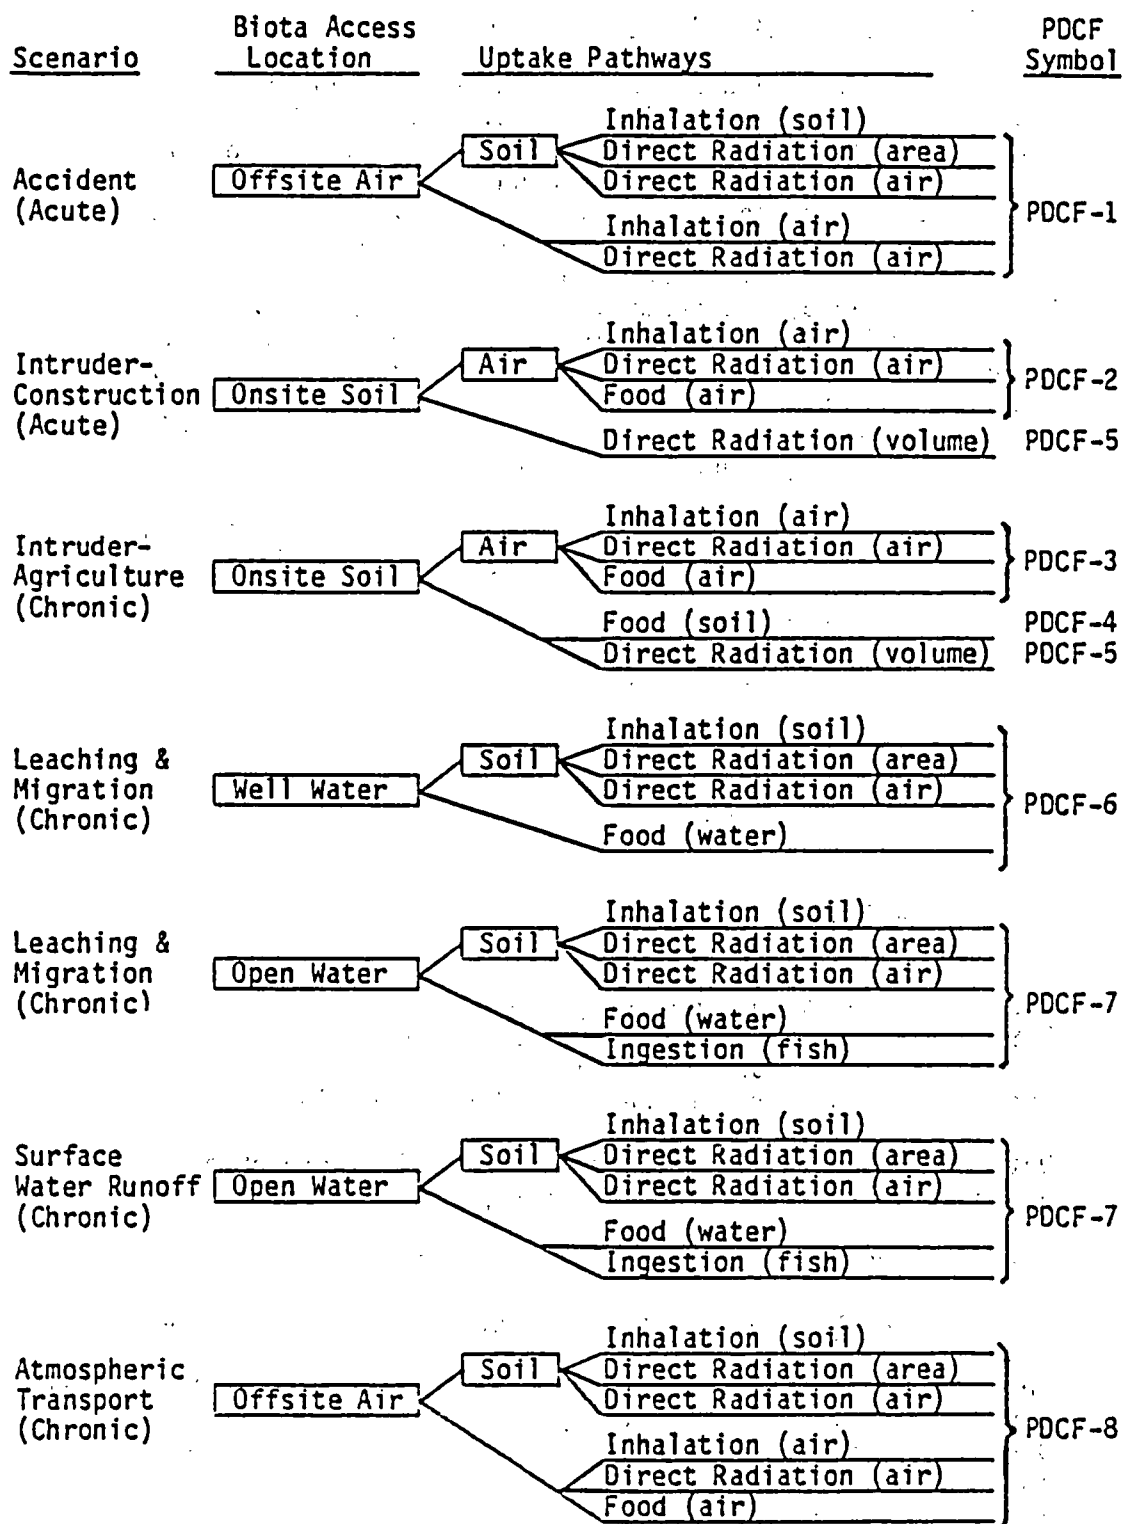 Scenario
Biota Access
Location
Uptake Pathways
PDCF
Symbol
Accident
(Acute)
Offsite Air
Soil
Inhalation (soil)
Direct Radiation (area)
Direct Radiation (air)
Inhalation (air)
Direct Radiation (air)
PDCF-1
Intruder-
Construction
(Acute)
Onsite Soil
Air
Inhalation (air)
Direct Radiation (air)
Food (air)
PDCF-2
Direct Radiation (volume)
PDCF-5
Intruder-
Agriculture
(Chronic)
Onsite Soil
Air
Inhalation (air)
Direct Radiation (air)
Food (air)
PDCF-3
Food (soil)
PDCF-4
Direct Radiation (volume)
PDCF-5
Leaching &
Migration
(Chronic)
Well Water
Soil
Inhalation (soil)
Direct Radiation (area)
Direct Radiation (air)
Food (water)
PDCF-6
Leaching &
Migration
(Chronic)
Open Water
Soil
Inhalation (soil)
Direct Radiation (area)
Direct Radiation (air)
Food (water)
Ingestion (fish)
PDCF-7
Surface
Water Runoff
(Chronic)
Open Water
Soil
Inhalation (soil)
Direct Radiation (area)
Direct Radiation (air)
Food (water)
Ingestion (fish)
PDCF-7
Atmospheric
Transport
(Chronic)
Offsite Air
Soil
Inhalation (soil)
Direct Radiation (area)
Direct Radiation (air)
Inhalation (air)
Direct Radiation (air)
Food (air)
PDCF-8